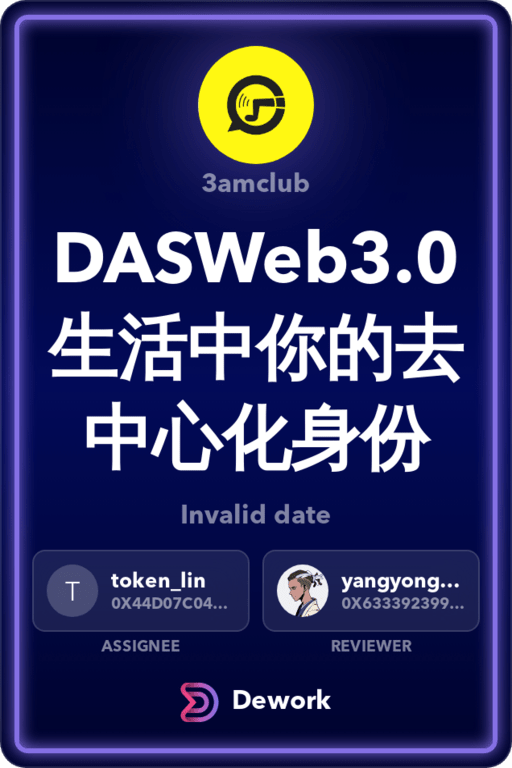 3amclub
DASWeb3.0
生活中你的去
中心化身份
Invalid date
T
token_lin
0X44D07C04...
yangyong...
0X633392399...
ASSIGNEE
REVIEWER
Dework